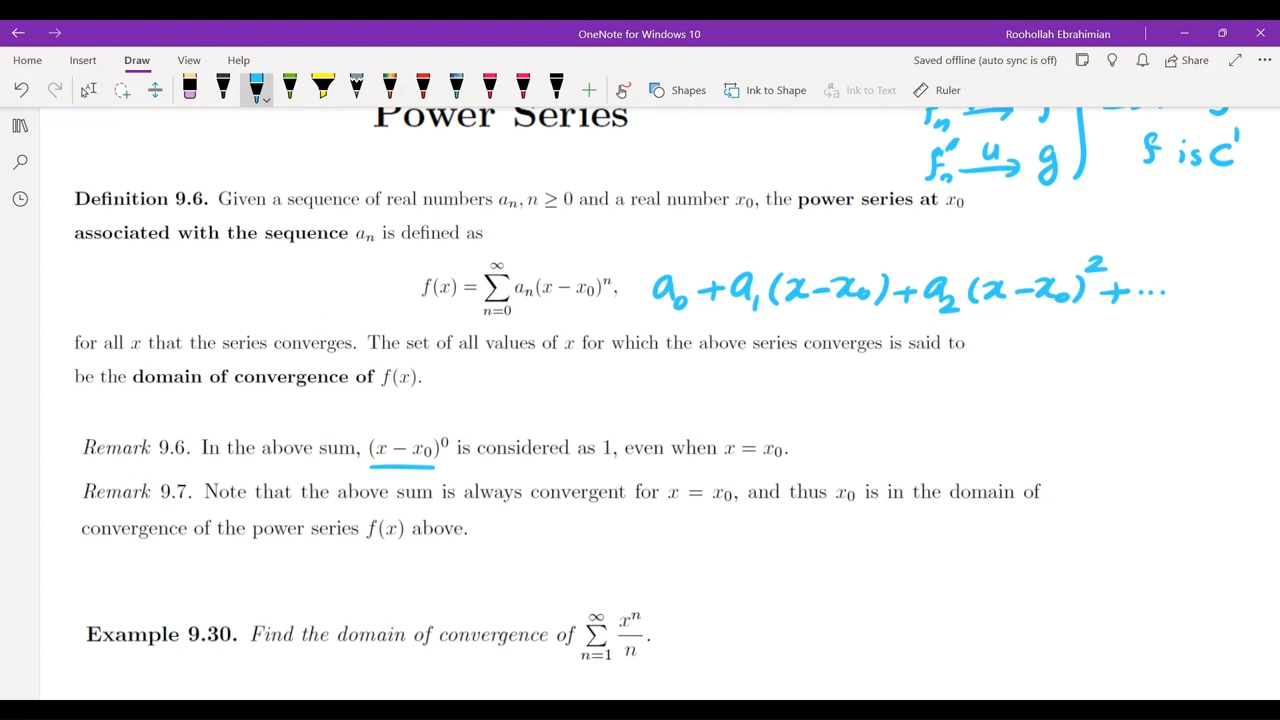 OneNote for Windows 10
Roohollah Ebrahimian
Home Insert Draw View Help
Saved offline (auto sync is off) Share
Shapes Ink to Shape Ink to Text Ruler
Power Series
f'ₙ u→ g
f is C'
Definition 9.6. Given a sequence of real numbers aₙ, n ≥ 0 and a real number x₀, the power series at x₀
associated with the sequence aₙ is defined as
f(x) = ∑_{n=0}^{∞} aₙ(x − x₀)ⁿ, a₀ + a₁(x−x₀) + a₂(x−x₀)² + ...
for all x that the series converges. The set of all values of x for which the above series converges is said to
be the domain of convergence of f(x).
Remark 9.6. In the above sum, (x − x₀)⁰ is considered as 1, even when x = x₀.
Remark 9.7. Note that the above sum is always convergent for x = x₀, and thus x₀ is in the domain of
convergence of the power series f(x) above.
Example 9.30. Find the domain of convergence of ∑_{n=1}^{∞} xⁿ/n.